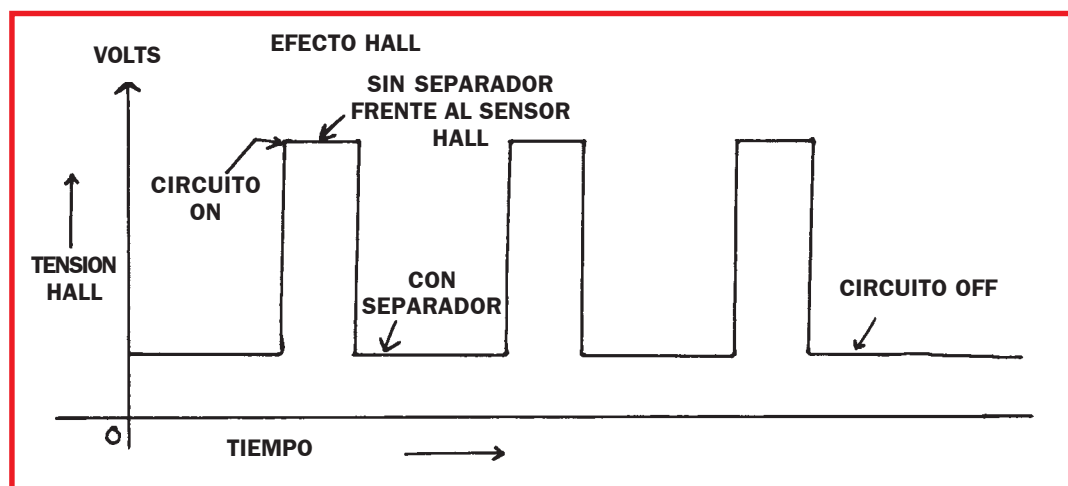 EFECTO HALL
VOLTS
SIN SEPARADOR
FRENTE AL SENSOR
HALL
CIRCUITO
ON
TENSION
HALL
CON
SEPARADOR
CIRCUITO OFF
0
TIEMPO